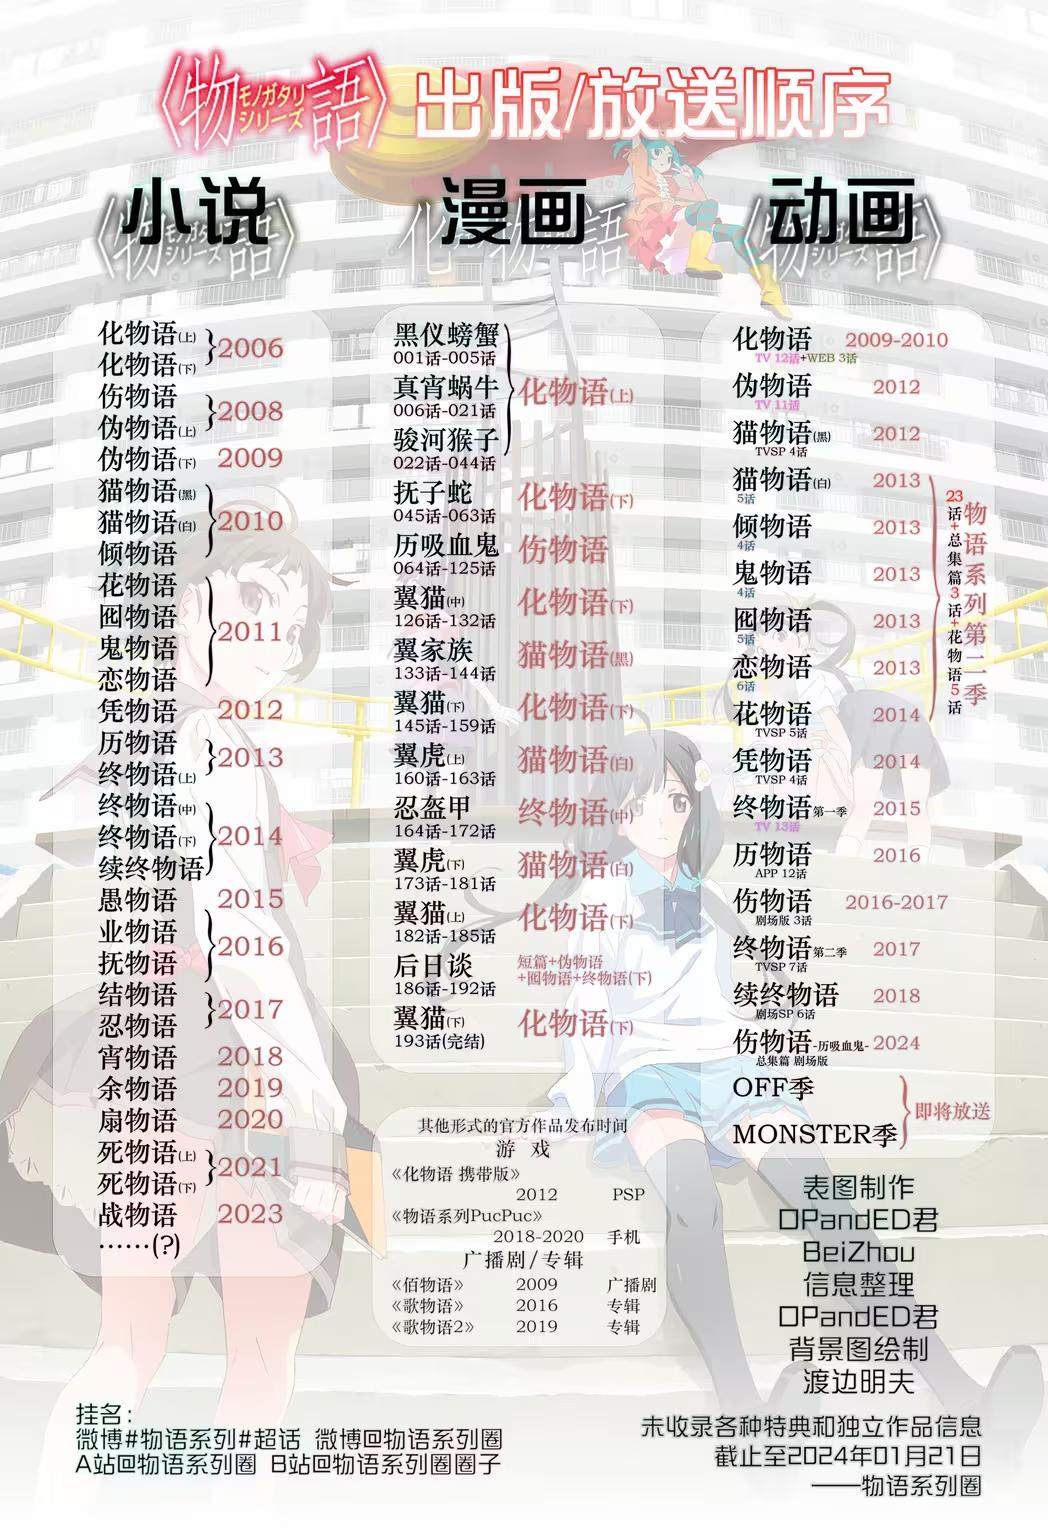 〈物語〉モノガタリシリーズ 出版/放送顺序
小说
〈物語〉モノガタリシリーズ
化物语(上)
化物语(下)
2006
伤物语
伪物语(上)
2008
伪物语(下) 2009
猫物语(黑)
猫物语(白)
倾物语
2010
花物语
囮物语
鬼物语
恋物语
2011
凭物语 2012
历物语
终物语(上)
2013
终物语(中)
终物语(下)
续终物语
2014
愚物语 2015
业物语
抚物语
2016
结物语
忍物语
2017
宵物语 2018
余物语 2019
扇物语 2020
死物语(上)
死物语(下)
2021
战物语 2023
……(?)
漫画
化物語
黑仪螃蟹
001话-005话
真宵蜗牛
006话-021话
骏河猴子
022话-044话
化物语(上)
抚子蛇 化物语(下)
045话-063话
历吸血鬼 伤物语
064话-125话
翼猫(中) 化物语(下)
126话-132话
翼家族 猫物语(黑)
133话-144话
翼猫(下) 化物语(下)
145话-159话
翼虎(上) 猫物语(白)
160话-163话
忍盔甲 终物语(中)
164话-172话
翼虎(下) 猫物语(白)
173话-181话
翼猫(上) 化物语(下)
182话-185话
后日谈 短篇+伪物语
+囮物语+终物语(下)
186话-192话
翼猫(下) 化物语(下)
193话(完结)
其他形式的官方作品发布时间
游 戏
《化物语 携带版》
2012 PSP
《物语系列PucPuc》
2018-2020 手机
广播剧/专辑
《佰物语》 2009 广播剧
《歌物语》 2016 专辑
《歌物语2》 2019 专辑
动画
〈物語〉モノガタリシリーズ
化物语 2009-2010
TV 12话+WEB 3话
伪物语 2012
TV 11话
猫物语(黑) 2012
TVSP 4话
猫物语(白) 2013
5话
倾物语 2013
4话
鬼物语 2013
4话
囮物语 2013
5话
恋物语 2013
6话
花物语 2014
TVSP 5话
物语系列第二季
23话+总集篇3话+花物语5话
凭物语 2014
TVSP 4话
终物语第一季 2015
TV 13话
历物语 2016
APP 12话
伤物语 2016-2017
剧场版 3话
终物语第二季 2017
TVSP 7话
续终物语 2018
剧场SP 6话
伤物语-历吸血鬼- 2024
总集篇 剧场版
OFF季
MONSTER季
即将放送
表图制作
OPandED君
BeiZhou
信息整理
OPandED君
背景图绘制
渡边明夫
挂名：
微博#物语系列#超话 微博@物语系列圈
A站@物语系列圈 B站@物语系列圈圈子
未收录各种特典和独立作品信息
截止至2024年01月21日
——物语系列圈